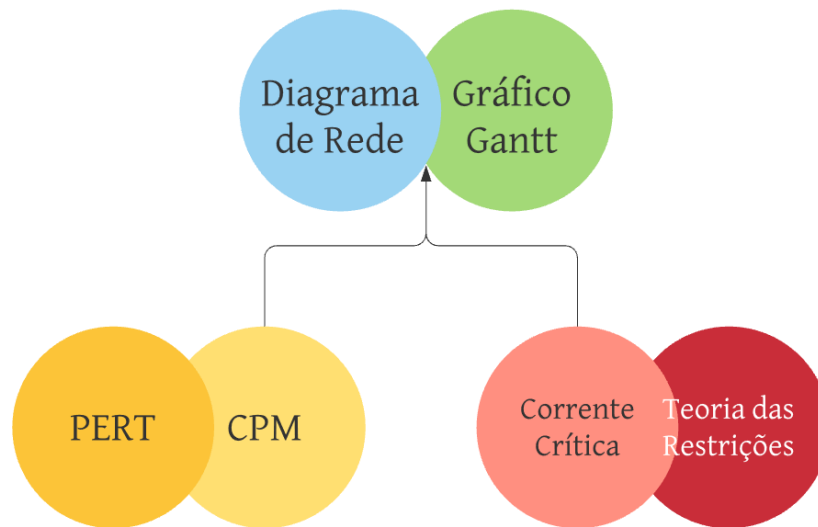 Diagrama
de Rede
Gráfico
Gantt
PERT
CPM
Corrente
Crítica
Teoria das
Restrições